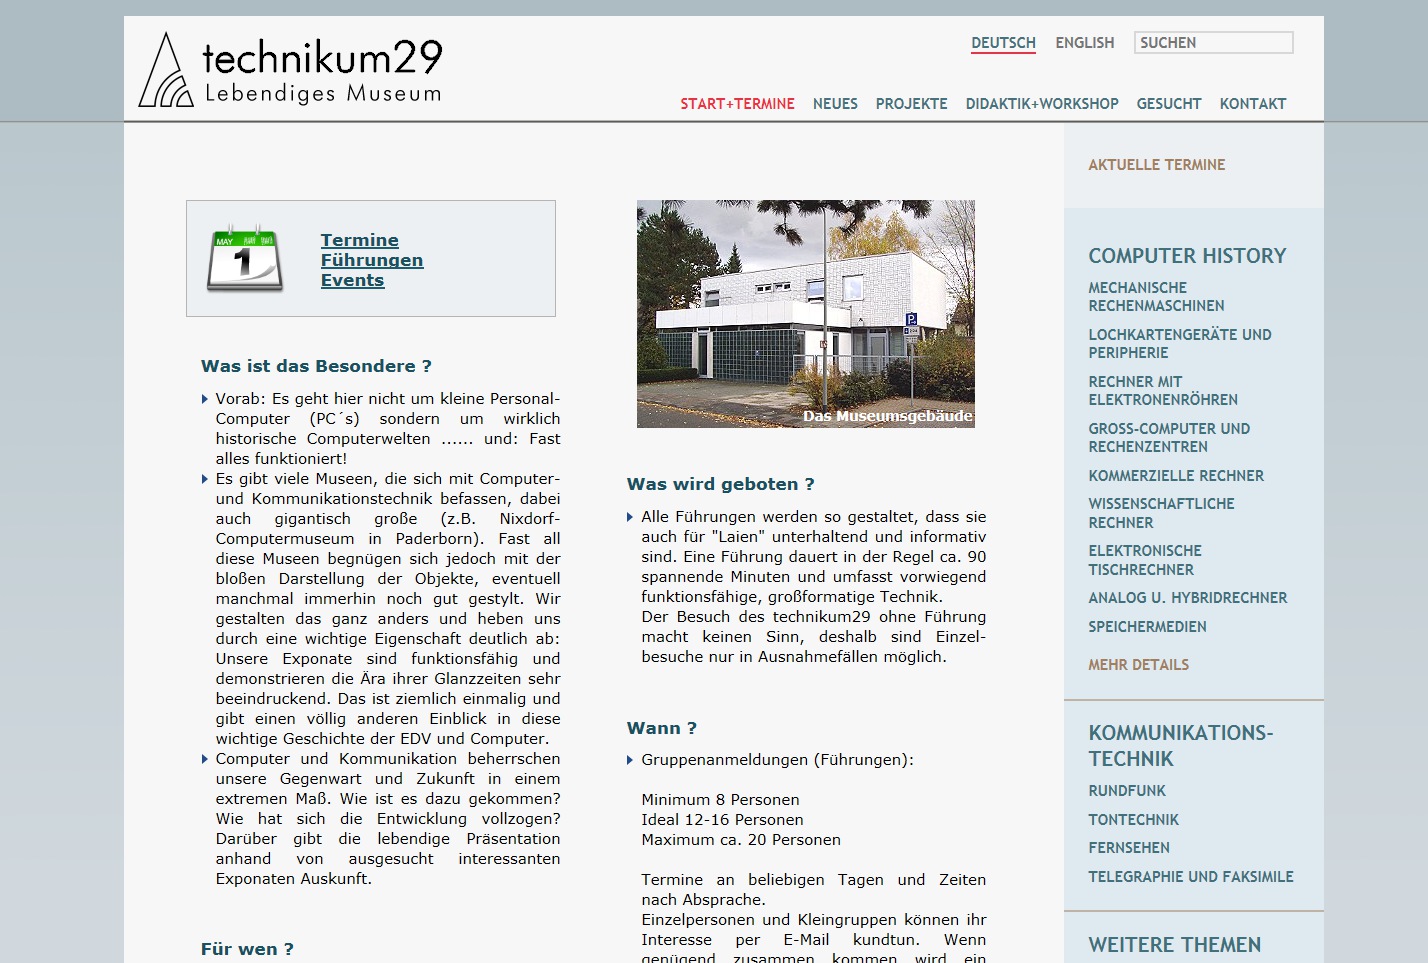 technikum29
Lebendiges Museum
DEUTSCH
ENGLISH
SUCHEN
START+TERMINE
NEUES
PROJEKTE
DIDAKTIK+WORKSHOP
GESUCHT
KONTAKT
MAY
1
Termine
Führungen
Events
Was ist das Besondere ?
Vorab: Es geht hier nicht um kleine Personal-
Computer (PC´s) sondern um wirklich
historische Computerwelten ...... und: Fast
alles funktioniert!
Es gibt viele Museen, die sich mit Computer-
und Kommunikationstechnik befassen, dabei
auch gigantisch große (z.B. Nixdorf-
Computermuseum in Paderborn). Fast all
diese Museen begnügen sich jedoch mit der
bloßen Darstellung der Objekte, eventuell
manchmal immerhin noch gut gestylt. Wir
gestalten das ganz anders und heben uns
durch eine wichtige Eigenschaft deutlich ab:
Unsere Exponate sind funktionsfähig und
demonstrieren die Ära ihrer Glanzzeiten sehr
beeindruckend. Das ist ziemlich einmalig und
gibt einen völlig anderen Einblick in diese
wichtige Geschichte der EDV und Computer.
Computer und Kommunikation beherrschen
unsere Gegenwart und Zukunft in einem
extremen Maß. Wie ist es dazu gekommen?
Wie hat sich die Entwicklung vollzogen?
Darüber gibt die lebendige Präsentation
anhand von ausgesucht interessanten
Exponaten Auskunft.
Für wen ?
P
Das Museumsgebäude
Was wird geboten ?
Alle Führungen werden so gestaltet, dass sie
auch für "Laien" unterhaltend und informativ
sind. Eine Führung dauert in der Regel ca. 90
spannende Minuten und umfasst vorwiegend
funktionsfähige, großformatige Technik.
Der Besuch des technikum29 ohne Führung
macht keinen Sinn, deshalb sind Einzel-
besuche nur in Ausnahmefällen möglich.
Wann ?
Gruppenanmeldungen (Führungen):
Minimum 8 Personen
Ideal 12-16 Personen
Maximum ca. 20 Personen
Termine an beliebigen Tagen und Zeiten
nach Absprache.
Einzelpersonen und Kleingruppen können ihr
Interesse per E-Mail kundtun. Wenn
genügend zusammen kommen wird ein
AKTUELLE TERMINE
COMPUTER HISTORY
MECHANISCHE
RECHENMASCHINEN
LOCHKARTENGERÄTE UND
PERIPHERIE
RECHNER MIT
ELEKTRONENRÖHREN
GROSS-COMPUTER UND
RECHENZENTREN
KOMMERZIELLE RECHNER
WISSENSCHAFTLICHE
RECHNER
ELEKTRONISCHE
TISCHRECHNER
ANALOG U. HYBRIDRECHNER
SPEICHERMEDIEN
MEHR DETAILS
KOMMUNIKATIONS-
TECHNIK
RUNDFUNK
TONTECHNIK
FERNSEHEN
TELEGRAPHIE UND FAKSIMILE
WEITERE THEMEN